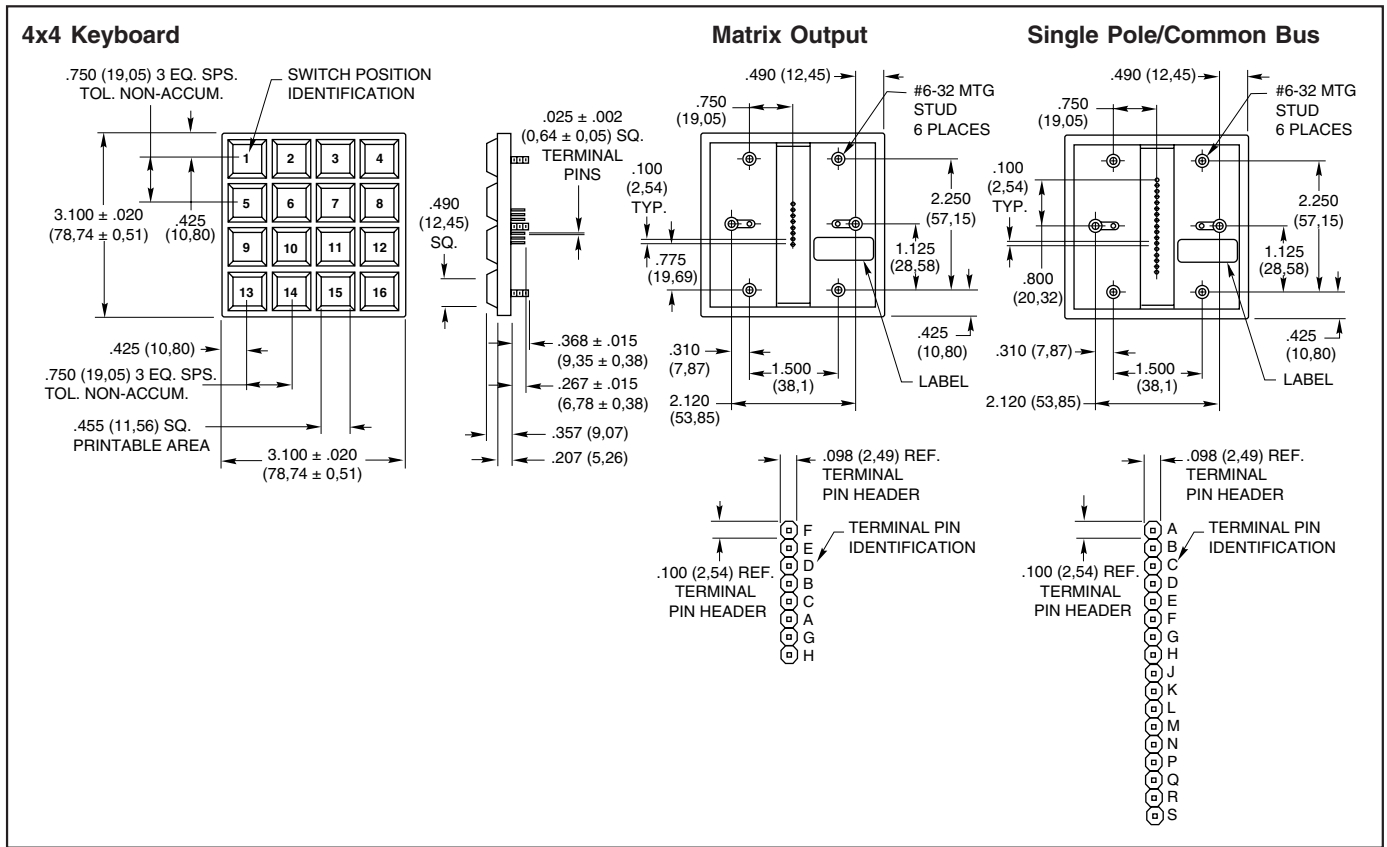 4x4 Keyboard
.750 (19,05) 3 EQ. SPS.
TOL. NON-ACCUM.
SWITCH POSITION
IDENTIFICATION
1
2
3
4
5
6
7
8
9
10
11
12
13
14
15
16
3.100 ± .020
(78,74 ± 0,51)
.425
(10,80)
.425 (10,80)
.750 (19,05) 3 EQ. SPS.
TOL. NON-ACCUM.
.455 (11,56) SQ.
PRINTABLE AREA
3.100 ± .020
(78,74 ± 0,51)
.025 ± .002
(0,64 ± 0,05) SQ.
TERMINAL
PINS
.490
(12,45)
SQ.
.368 ± .015
(9,35 ± 0,38)
.267 ± .015
(6,78 ± 0,38)
.357 (9,07)
.207 (5,26)
Matrix Output
.490 (12,45)
.750
(19,05)
#6-32 MTG
STUD
6 PLACES
.100
(2,54)
TYP.
2.250
(57,15)
1.125
(28,58)
.775
(19,69)
.425
(10,80)
.310
(7,87)
1.500
(38,1)
LABEL
2.120
(53,85)
.098 (2,49) REF.
TERMINAL
PIN HEADER
TERMINAL PIN
IDENTIFICATION
.100 (2,54) REF.
TERMINAL
PIN HEADER
F
E
D
B
C
A
G
H
Single Pole/Common Bus
.490 (12,45)
.750
(19,05)
#6-32 MTG
STUD
6 PLACES
.100
(2,54)
TYP.
2.250
(57,15)
1.125
(28,58)
.800
(20,32)
.425
(10,80)
.310 (7,87)
1.500
(38,1)
LABEL
2.120 (53,85)
.098 (2,49) REF.
TERMINAL
PIN HEADER
TERMINAL PIN
IDENTIFICATION
.100 (2,54) REF.
TERMINAL
PIN HEADER
A
B
C
D
E
F
G
H
J
K
L
M
N
P
Q
R
S